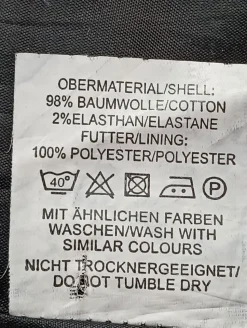 OBERMATERIAL/SHELL:
98% BAUMWOLLE/COTTON
2%ELASTHAN/ELASTANE
FUTTER/LINING:
100% POLYESTER/POLYESTER
40° P
MIT ÄHNLICHEN FARBEN
WASCHEN/WASH WITH
SIMILAR COLOURS
NICHT TROCKNERGEEIGNET/
DO NOT TUMBLE DRY